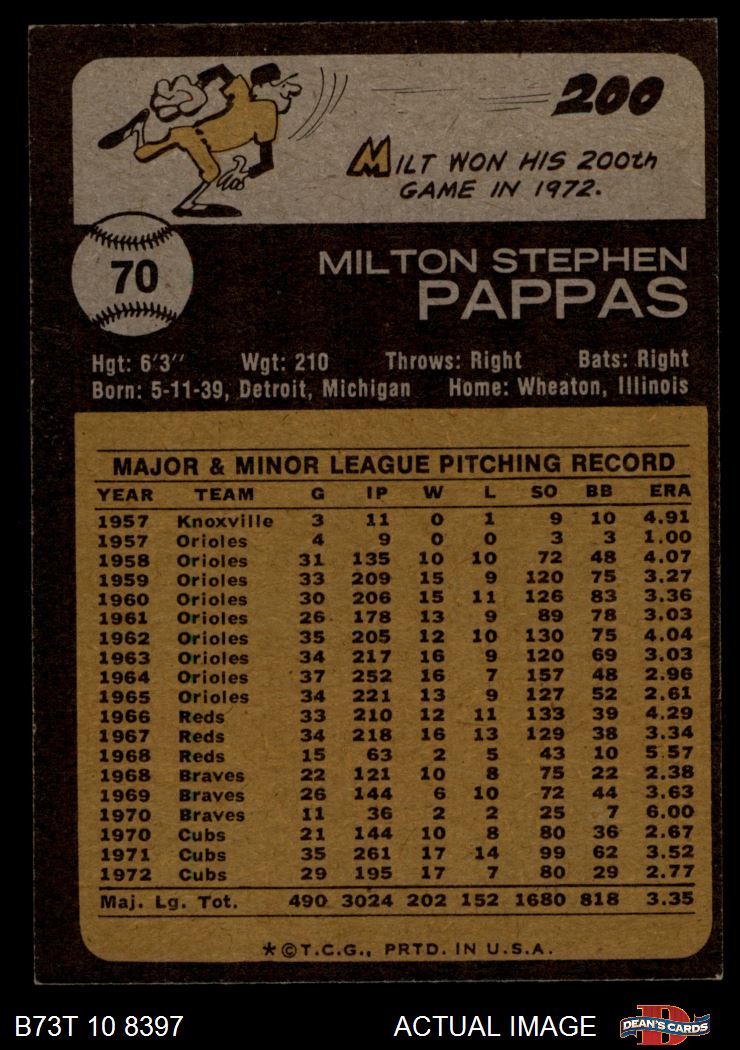 200
MILT WON HIS 200th
GAME IN 1972.
70
MILTON STEPHEN
PAPPAS
Hgt: 6'3" Wgt: 210 Throws: Right Bats: Right
Born: 5-11-39, Detroit, Michigan Home: Wheaton, Illinois
MAJOR & MINOR LEAGUE PITCHING RECORD
YEAR TEAM G IP W L SO BB ERA
1957 Knoxville 3 11 0 1 9 10 4.91
1957 Orioles 4 9 0 0 3 3 1.00
1958 Orioles 31 135 10 10 72 48 4.07
1959 Orioles 33 209 15 9 120 75 3.27
1960 Orioles 30 206 15 11 126 83 3.36
1961 Orioles 26 178 13 9 89 78 3.03
1962 Orioles 35 205 12 10 130 75 4.04
1963 Orioles 34 217 16 9 120 69 3.03
1964 Orioles 37 252 16 7 157 48 2.96
1965 Orioles 34 221 13 9 127 52 2.61
1966 Reds 33 210 12 11 133 39 4.29
1967 Reds 34 218 16 13 129 38 3.34
1968 Reds 15 63 2 5 43 10 5.57
1968 Braves 22 121 10 8 75 22 2.38
1969 Braves 26 144 6 10 72 44 3.63
1970 Braves 11 36 2 2 25 7 6.00
1970 Cubs 21 144 10 8 80 36 2.67
1971 Cubs 35 261 17 14 99 62 3.52
1972 Cubs 29 195 17 7 80 29 2.77
Maj. Lg. Tot. 490 3024 202 152 1680 818 3.35
*©T.C.G., PRTD. IN U.S.A.
B73T 10 8397 ACTUAL IMAGE D DEAN'S CARDS